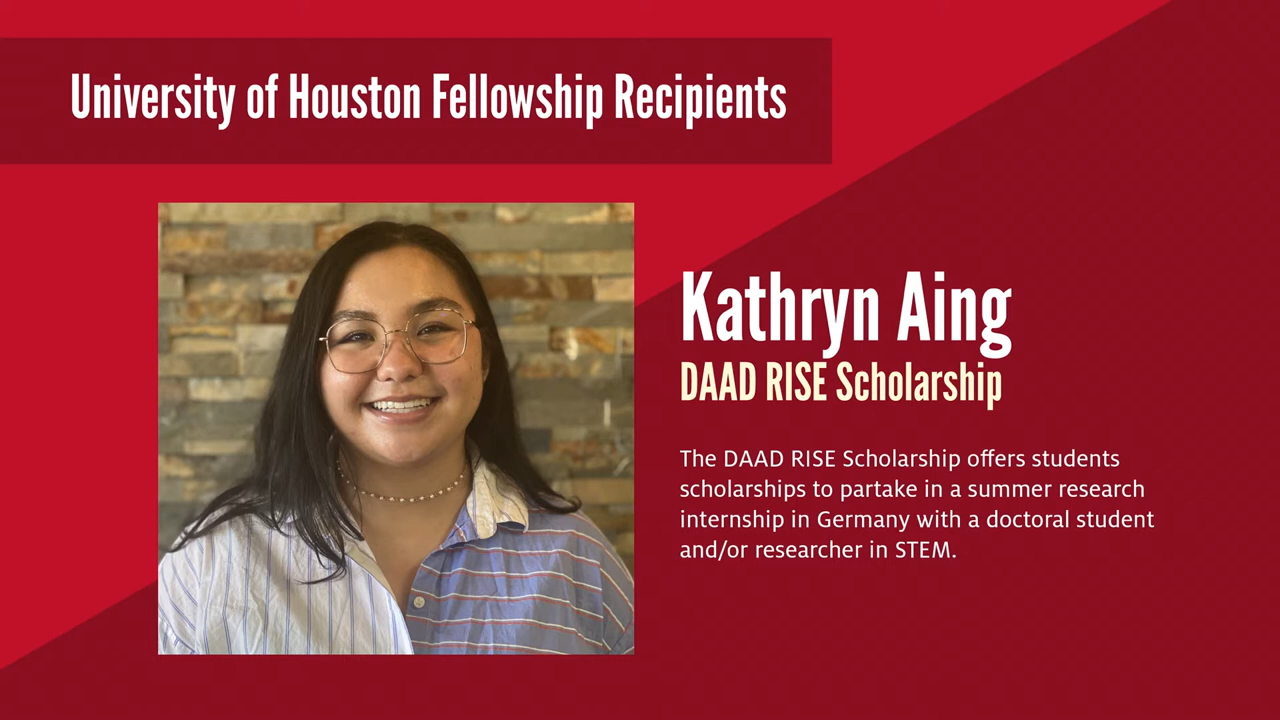 University of Houston Fellowship Recipients
Kathryn Aing
DAAD RISE Scholarship
The DAAD RISE Scholarship offers students
scholarships to partake in a summer research
internship in Germany with a doctoral student
and/or researcher in STEM.